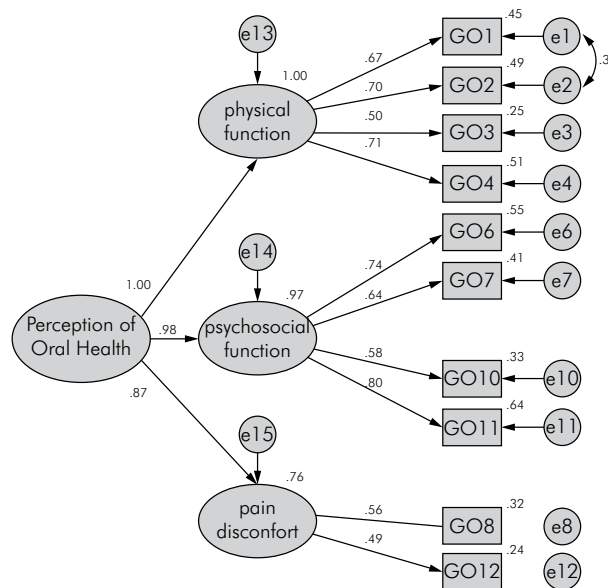 e13
.45
GO1
e1
.3
1.00
.67
.49
GO2
e2
physical
function
.70
.25
GO3
e3
.50
.71
.51
GO4
e4
.55
GO6
e6
e14
.74
.41
GO7
e7
1.00
.97
.64
Perception of
Oral Health
.98
psychosocial
function
.58
.33
GO10
e10
.87
.80
.64
GO11
e11
e15
.76
pain
disconfort
.56
.32
GO8
e8
.49
.24
GO12
e12